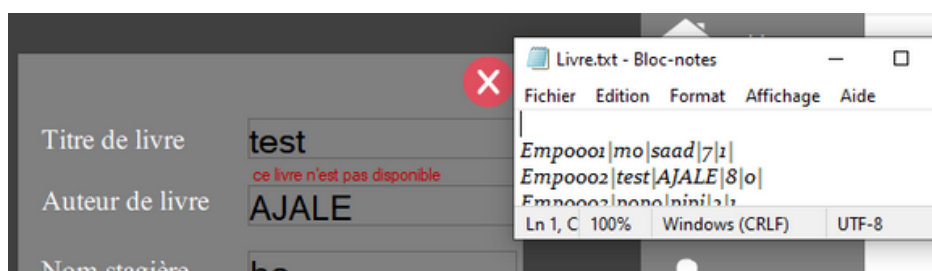 Livre.txt - Bloc-notes
Fichier Edition Format Affichage Aide
Titre de livre test
ce livre n'est pas disponible
Auteur de livre AJALE
Nom stagière
Emp0001|mo|saad|7|1|
Emp0002|test|AJALE|8|0|
Ln 1, C 100% Windows (CRLF) UTF-8